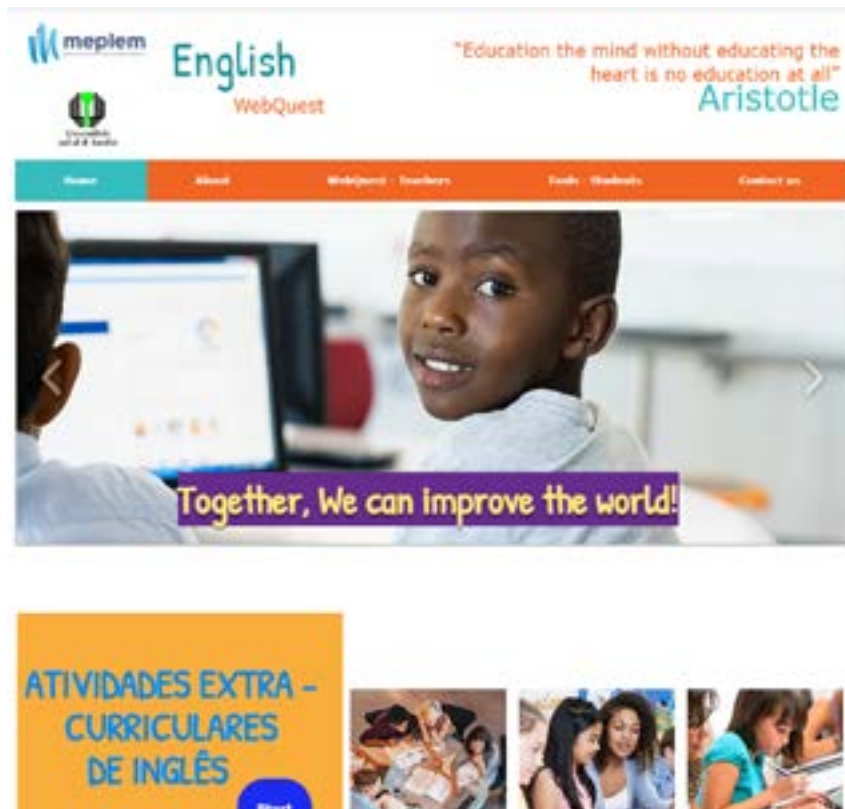 meplem
English
WebQuest
"Education the mind without educating the
heart is no education at all"
Aristotle
Home
About
WebQuest - Teachers
Tools - Students
Contact us
Together, We can improve the world!
ATIVIDADES EXTRA -
CURRICULARES
DE INGLÊS
Start